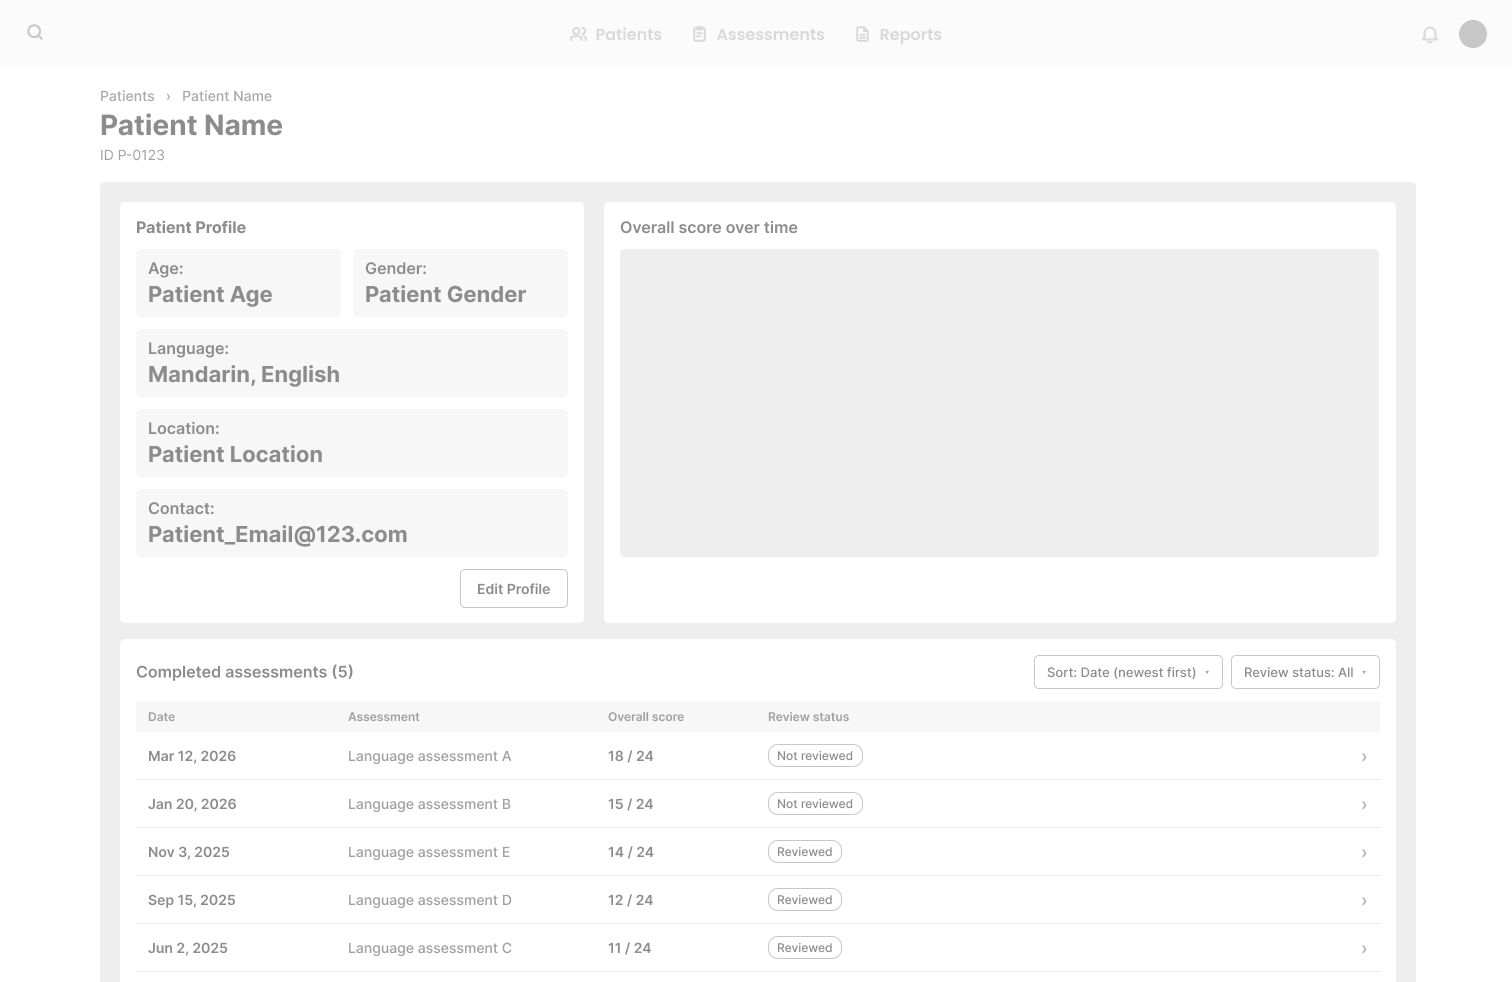 Patients Assessments Reports
Patients › Patient Name
Patient Name
ID P-0123
Patient Profile
Age:
Patient Age
Gender:
Patient Gender
Language:
Mandarin, English
Location:
Patient Location
Contact:
Patient_Email@123.com
Edit Profile
Overall score over time
Completed assessments (5)
Sort: Date (newest first)
Review status: All
Date Assessment Overall score Review status
Mar 12, 2026 Language assessment A 18 / 24 Not reviewed ›
Jan 20, 2026 Language assessment B 15 / 24 Not reviewed ›
Nov 3, 2025 Language assessment E 14 / 24 Reviewed ›
Sep 15, 2025 Language assessment D 12 / 24 Reviewed ›
Jun 2, 2025 Language assessment C 11 / 24 Reviewed ›